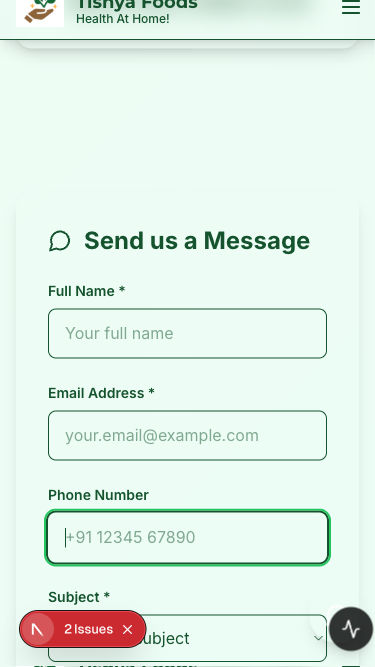 Tishya Foods
Health At Home!
Send us a Message
Full Name *
Your full name
Email Address *
your.email@example.com
Phone Number
+91 12345 67890
Subject *
2 Issues
ubject